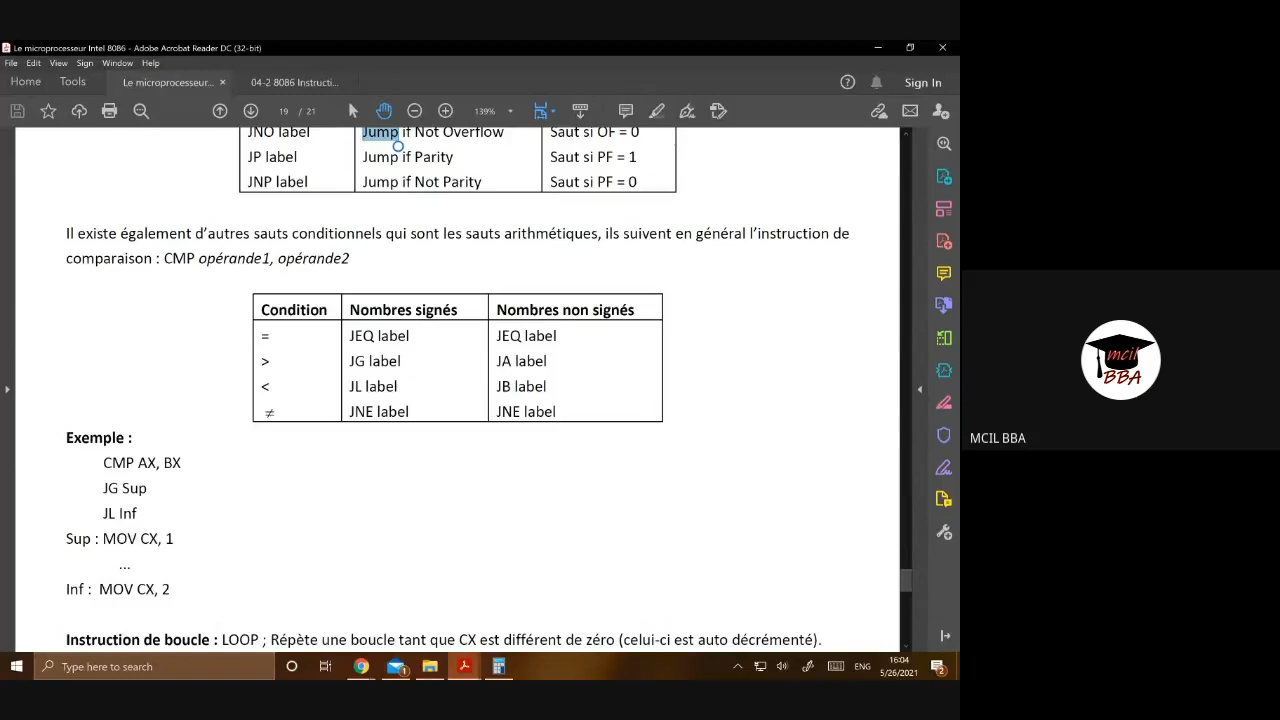 Le microprocesseur Intel 8086 - Adobe Acrobat Reader DC (32-bit)
File Edit View Sign Window Help
Home Tools Le microprocesseur... × 04-2 8086 Instructi... Sign In
19 / 21 139%
JNO label Jump if Not Overflow Saut si OF = 0
JP label Jump if Parity Saut si PF = 1
JNP label Jump if Not Parity Saut si PF = 0
Il existe également d'autres sauts conditionnels qui sont les sauts arithmétiques, ils suivent en général l'instruction de
comparaison : CMP opérande1, opérande2
Condition Nombres signés Nombres non signés
= JEQ label JEQ label
> JG label JA label
< JL label JB label
≠ JNE label JNE label
Exemple :
CMP AX, BX
JG Sup
JL Inf
Sup : MOV CX, 1
...
Inf : MOV CX, 2
Instruction de boucle : LOOP ; Répète une boucle tant que CX est différent de zéro (celui-ci est auto décrémenté).
mcil
BBA
MCIL BBA
Type here to search
1
ENG
16:04
5/26/2021
2